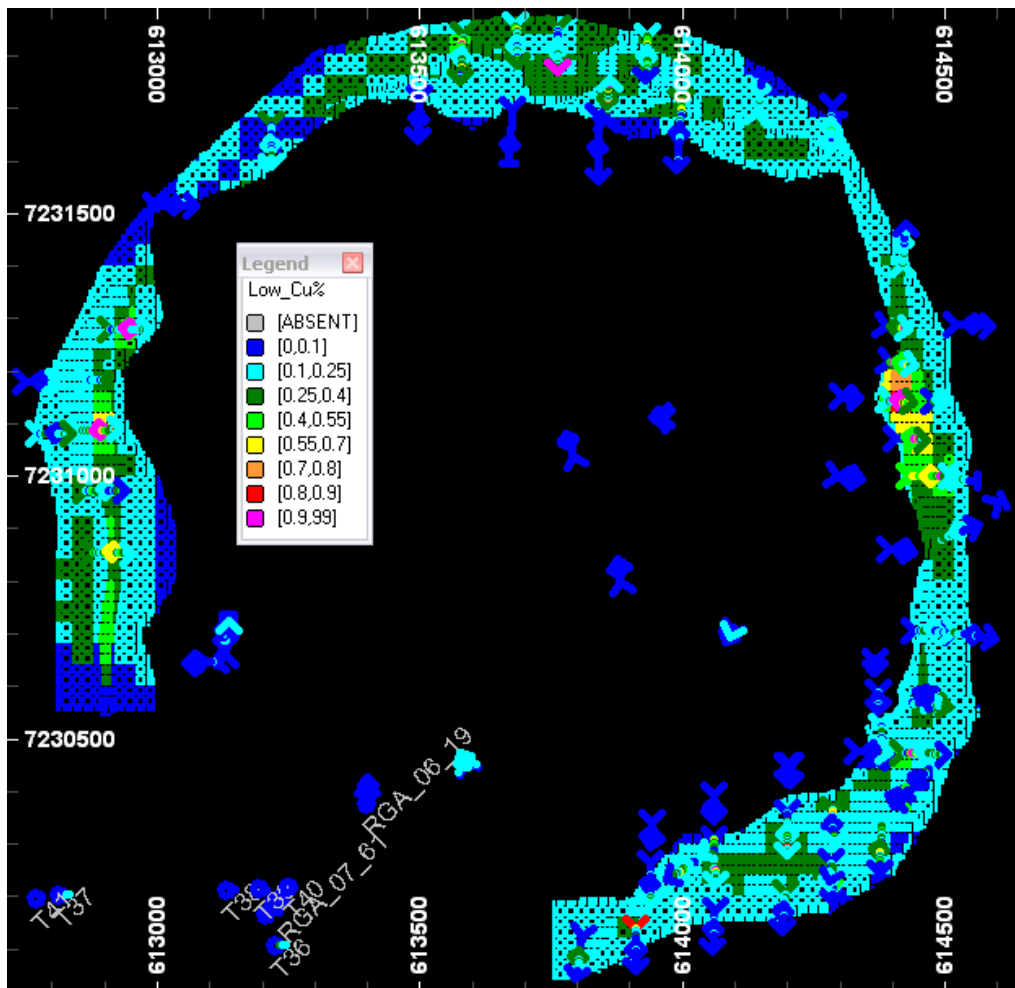 613000
613500
614000
614500
7231500
Legend
Low_Cu%
[ABSENT]
[0,0.1]
[0.1,0.25]
[0.25,0.4]
[0.4,0.55]
[0.55,0.7]
[0.7,0.8]
[0.8,0.9]
[0.9,99]
7231000
7230500
RGA_06_19
RGA_07_61
T37
T40
T36
613000
613500
614000
614500